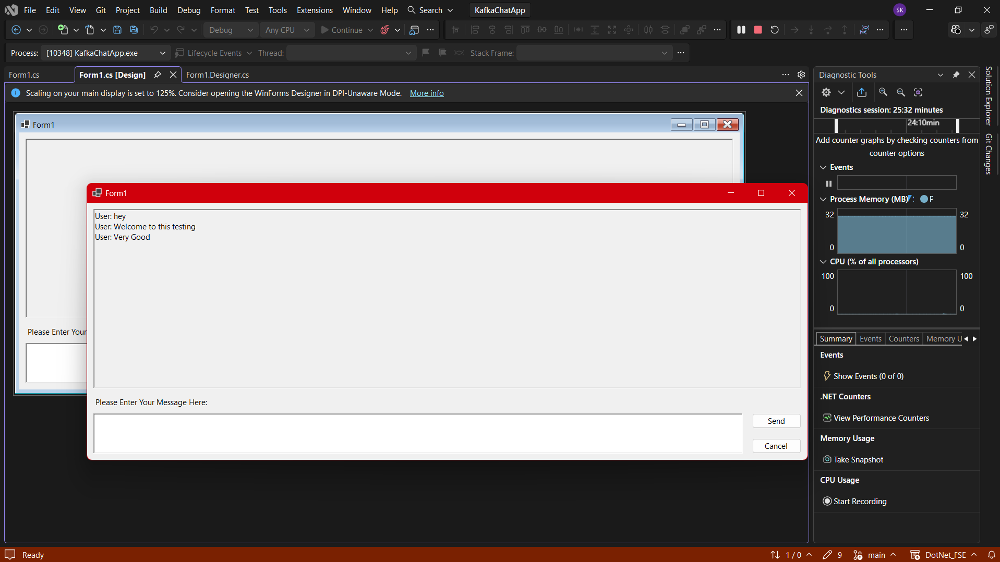 File Edit View Git Project Build Debug Format Test Tools Extensions Window Help Search KafkaChatApp SK
Debug Any CPU Continue
Process: [10348] KafkaChatApp.exe Lifecycle Events Thread: Stack Frame:
Form1.cs Form1.cs [Design] Form1.Designer.cs
Scaling on your main display is set to 125%. Consider opening the WinForms Designer in DPI-Unaware Mode. More info
Form1
Please Enter Your
Form1
User: hey
User: Welcome to this testing
User: Very Good
Please Enter Your Message Here:
Send
Cancel
Diagnostic Tools
Diagnostics session: 25:32 minutes
24:10min
Add counter graphs by checking counters from
counter options
Events
Process Memory (MB) P
32 32
0 0
CPU (% of all processors)
100 100
0 0
Summary Events Counters Memory U
Events
Show Events (0 of 0)
.NET Counters
View Performance Counters
Memory Usage
Take Snapshot
CPU Usage
Start Recording
Solution Explorer
Git Changes
Ready 1 / 0 9 main DotNet_FSE